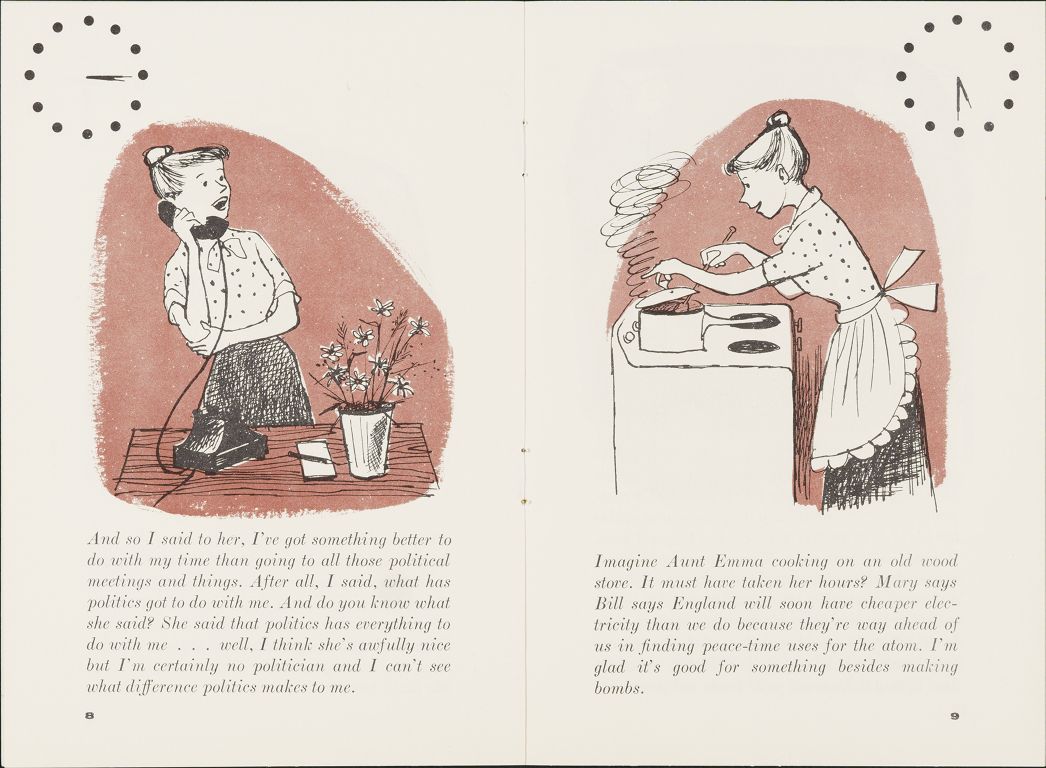 And so I said to her, I've got something better to
do with my time than going to all those political
meetings and things. After all, I said, what has
politics got to do with me. And do you know what
she said? She said that politics has everything to
do with me . . . well, I think she's awfully nice
but I'm certainly no politician and I can't see
what difference politics makes to me.
8
Imagine Aunt Emma cooking on an old wood
stove. It must have taken her hours? Mary says
Bill says England will soon have cheaper elec-
tricity than we do because they're way ahead of
us in finding peace-time uses for the atom. I'm
glad it's good for something besides making
bombs.
9